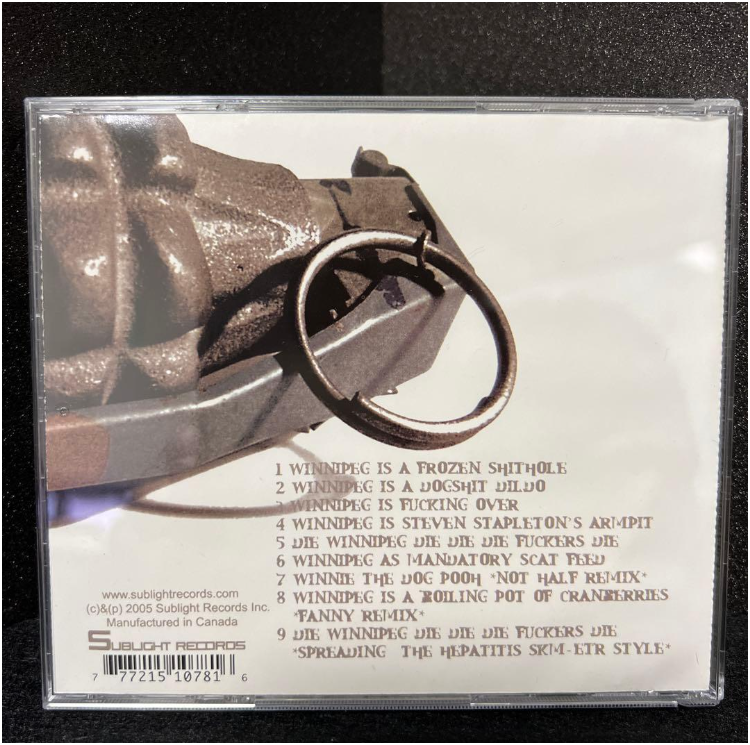 1 WINNIPEG IS A FROZEN SHITHOLE
2 WINNIPEG IS A DOGSHIT DILDO
3 WINNIPEG IS FUCKING OVER
4 WINNIPEG IS STEVEN STAPLETON'S ARMPIT
5 DIE WINNIPEG DIE DIE DIE FUCKERS DIE
6 WINNIPEG AS MANDATORY SCAT FEED
7 WINNIE THE DOG POOH *NOT HALF REMIX*
8 WINNIPEG IS A BOILING POT OF CRANBERRIES
*FANNY REMIX*
9 DIE WINNIPEG DIE DIE DIE FUCKERS DIE
*SPREADING THE HEPATITIS SKM-ETR STYLE*
www.sublightrecords.com
(c)&(p) 2005 Sublight Records Inc.
Manufactured in Canada
SUBLIGHT RECORDS
7 77215 10781 6